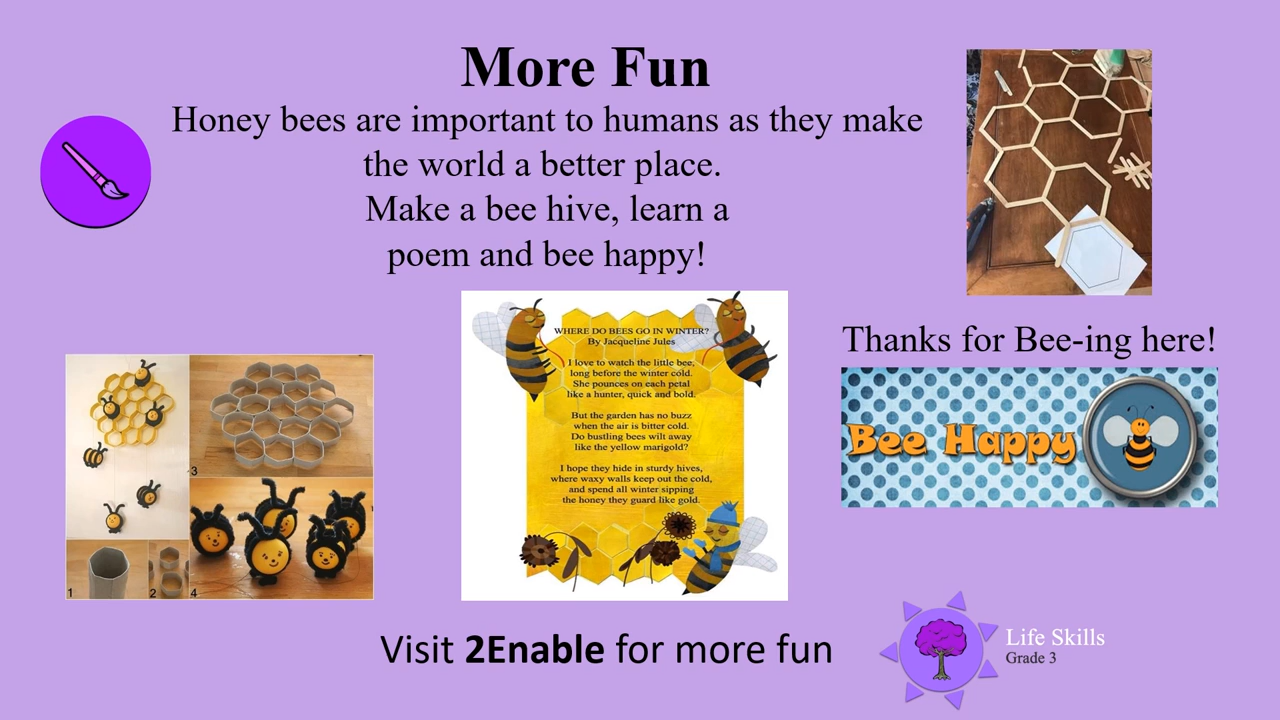 More Fun
Honey bees are important to humans as they make
the world a better place.
Make a bee hive, learn a
poem and bee happy!
WHERE DO BEES GO IN WINTER?
By Jacqueline Jules
I love to watch the little bee,
long before the winter cold.
She pounces on each petal
like a hunter, quick and bold.
But the garden has no buzz
when the air is bitter cold.
Do bustling bees wilt away
like the yellow marigold?
I hope they hide in sturdy hives,
where waxy walls keep out the cold,
and spend all winter sipping
the honey they guard like gold.
Thanks for Bee-ing here!
Bee Happy
3
1
2
4
Visit 2Enable for more fun
Life Skills
Grade 3